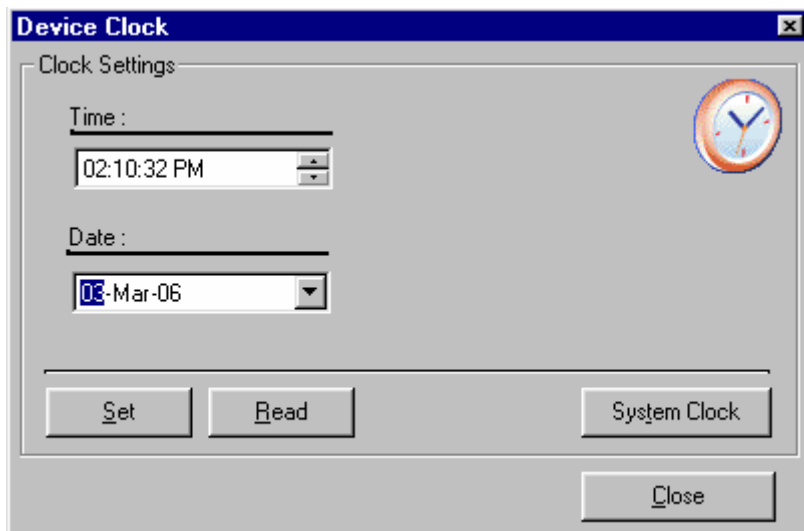 Device Clock
Clock Settings
Time :
02:10:32 PM
Date :
03-Mar-06
Set Read System Clock
Close